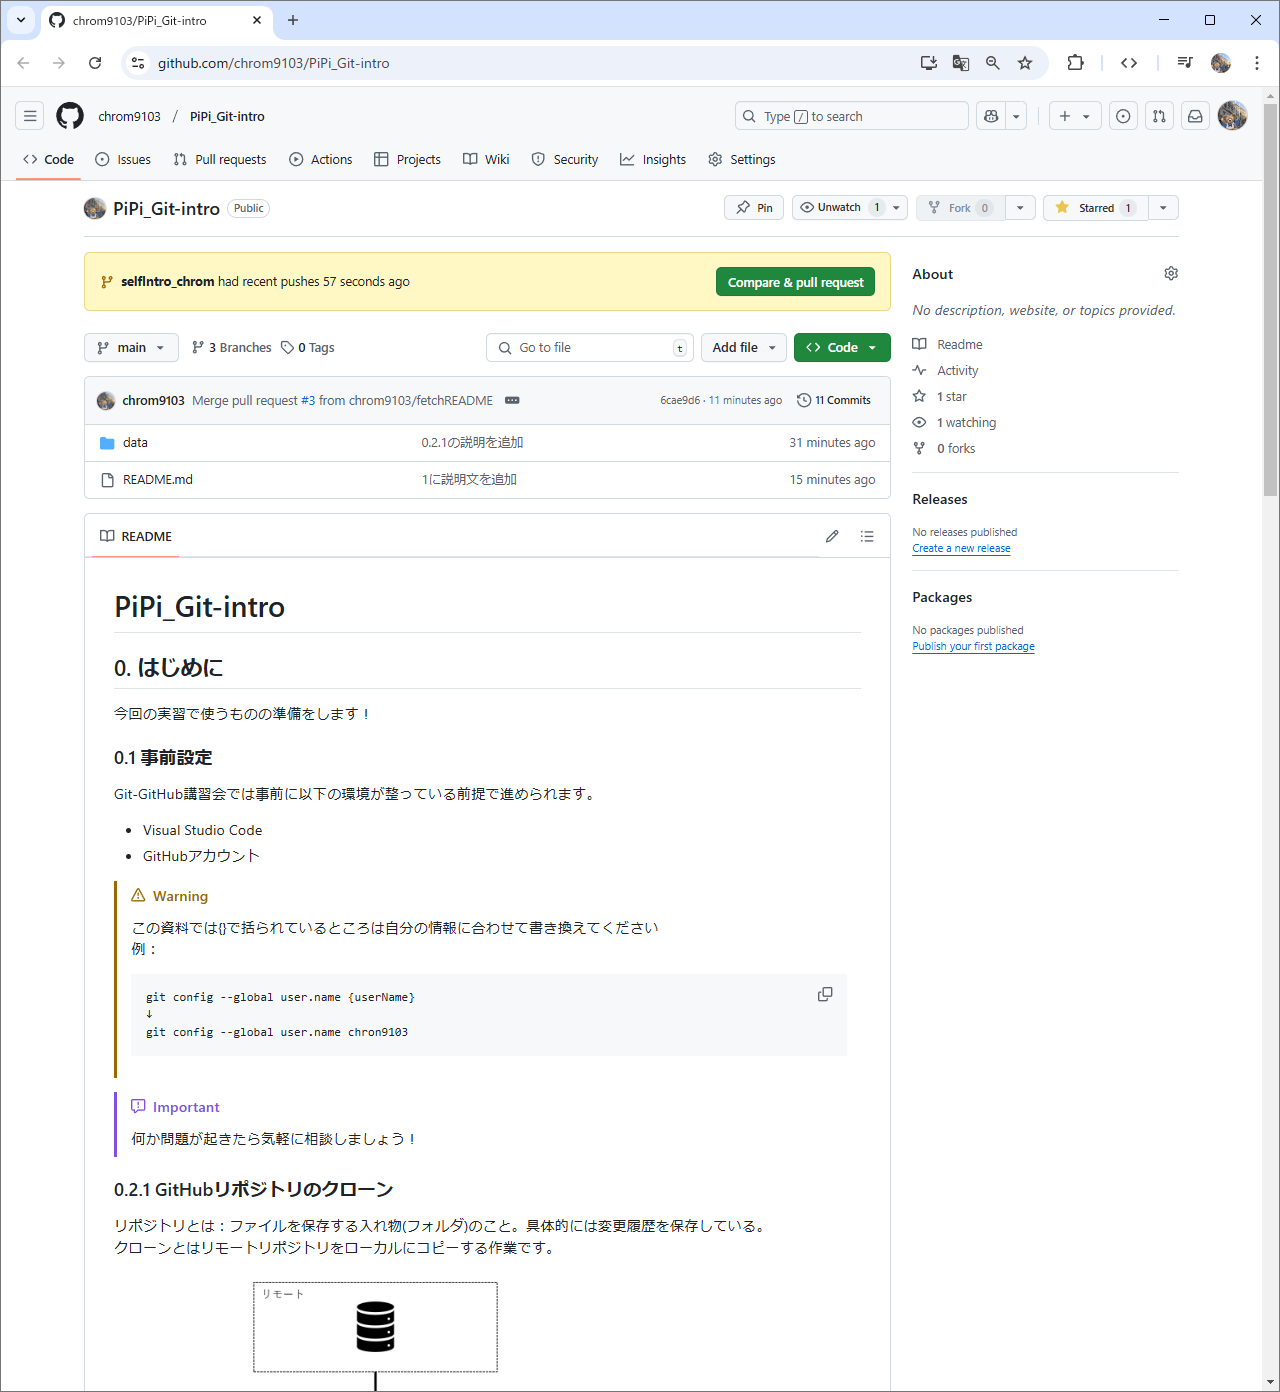 chrom9103/PiPi_Git-intro
github.com/chrom9103/PiPi_Git-intro
chrom9103 / PiPi_Git-intro
Type / to search
Code Issues Pull requests Actions Projects Wiki Security Insights Settings
PiPi_Git-intro Public
Pin Unwatch 1 Fork 0 Starred 1
selfIntro_chrom had recent pushes 57 seconds ago
Compare & pull request
main 3 Branches 0 Tags
Go to file t
Add file Code
chrom9103 Merge pull request #3 from chrom9103/fetchREADME
6cae9d6 · 11 minutes ago 11 Commits
data 0.2.1の説明を追加 31 minutes ago
README.md 1に説明文を追加 15 minutes ago
README
PiPi_Git-intro
0. はじめに
今回の実習で使うものの準備をします！
0.1 事前設定
Git-GitHub講習会では事前に以下の環境が整っている前提で進められます。
Visual Studio Code
GitHubアカウント
Warning
この資料では{}で括られているところは自分の情報に合わせて書き換えてください
例：
git config --global user.name {userName}
↓
git config --global user.name chron9103
Important
何か問題が起きたら気軽に相談しましょう！
0.2.1 GitHubリポジトリのクローン
リポジトリとは：ファイルを保存する入れ物(フォルダ)のこと。具体的には変更履歴を保存している。
クローンとはリモートリポジトリをローカルにコピーする作業です。
リモート
About
No description, website, or topics provided.
Readme
Activity
1 star
1 watching
0 forks
Releases
No releases published
Create a new release
Packages
No packages published
Publish your first package